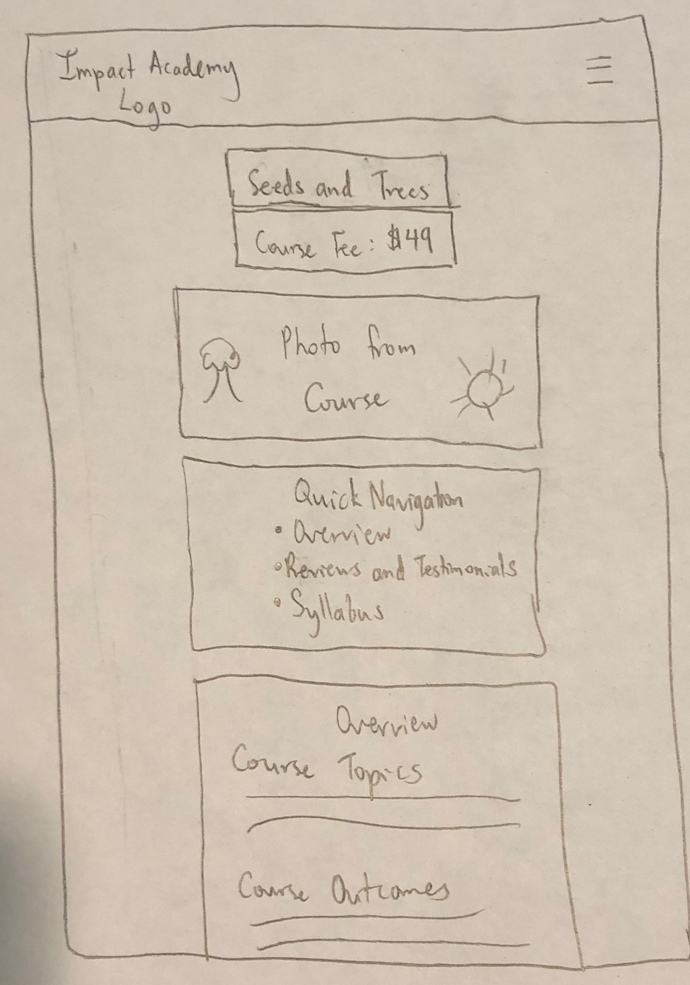 Impact Academy
Logo
Seeds and Trees
Course Fee: $49
Photo from
Course
Quick Navigation
• Overview
• Reviews and Testimonials
• Syllabus
Overview
Course Topics
Course Outcomes